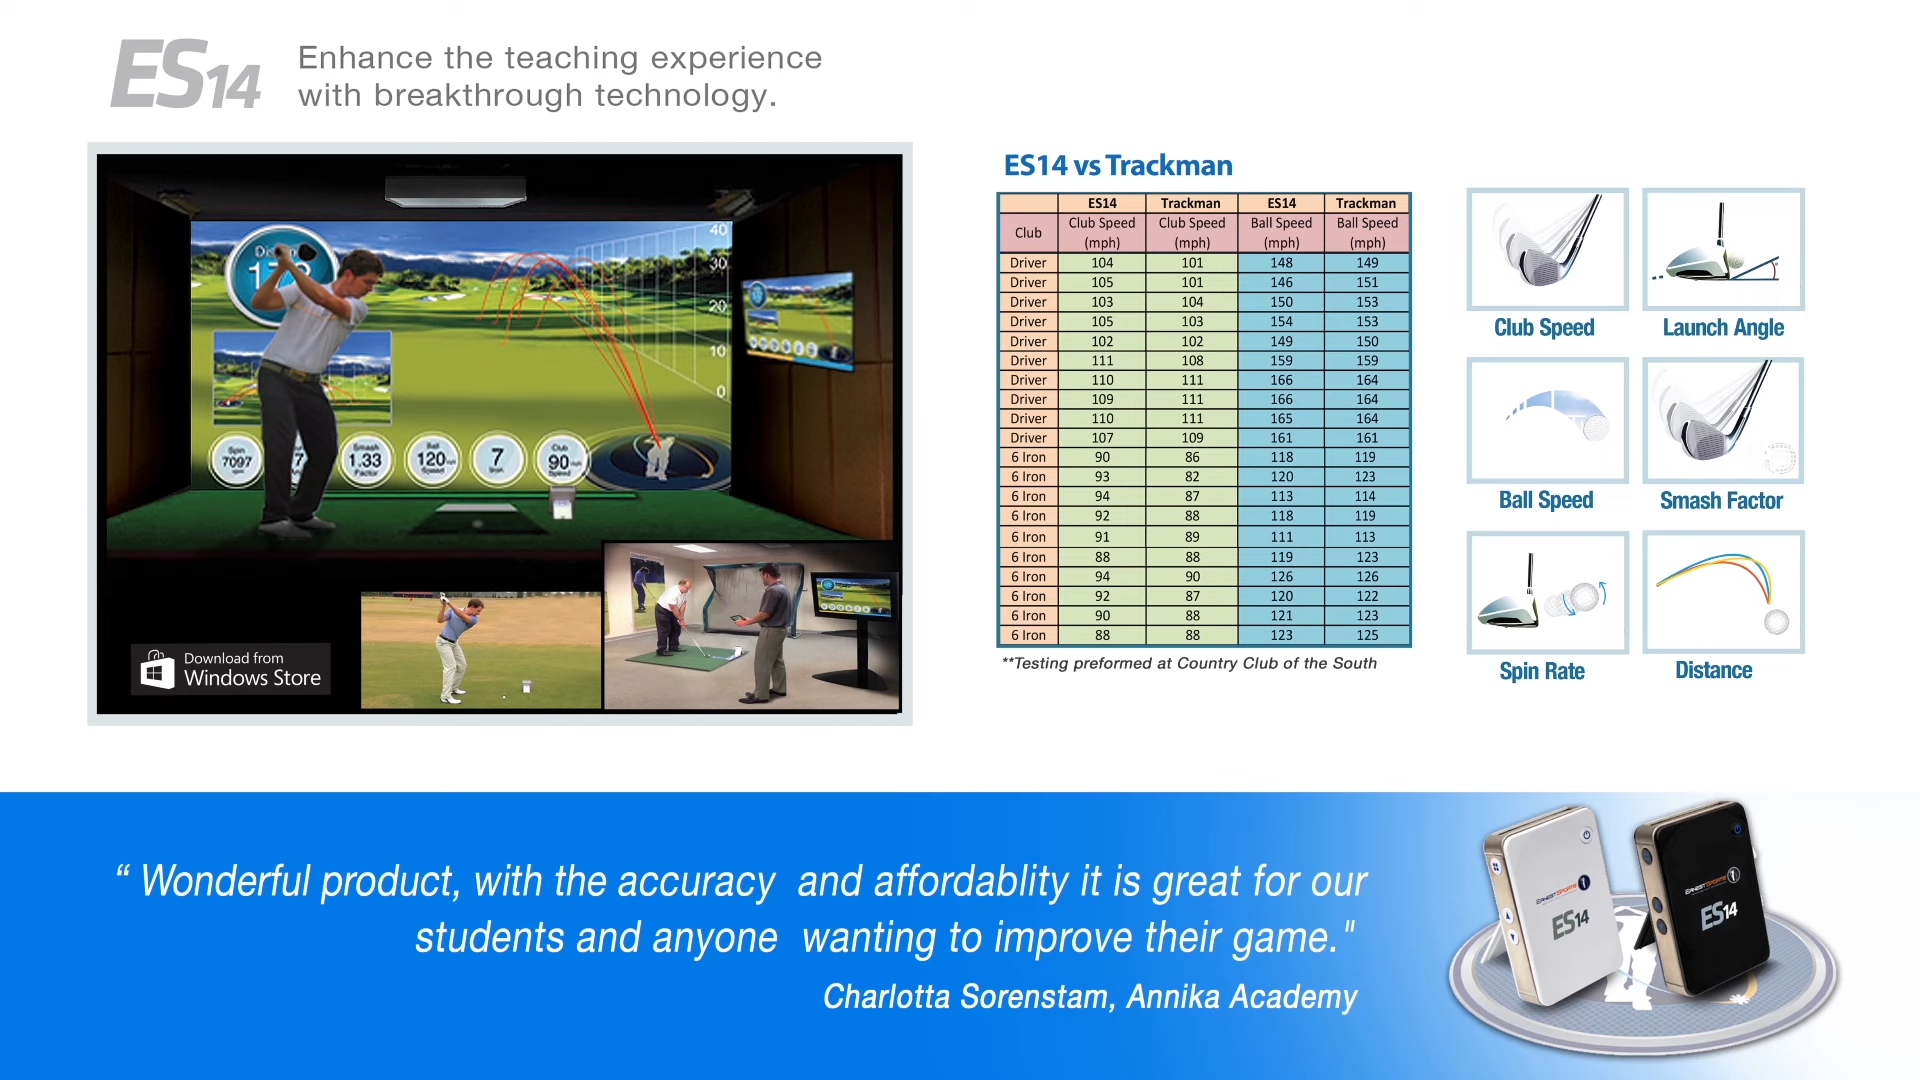 ES14
Enhance the teaching experience
with breakthrough technology.
40
30
20
10
0
Spin
7097
Smash
1.33
Factor
Ball
120
Speed
7
Iron
Club
90
Speed
Download from
Windows Store
ES14 vs Trackman
ES14 Trackman ES14 Trackman
Club Club Speed (mph) Club Speed (mph) Ball Speed (mph) Ball Speed (mph)
Driver 104 101 148 149
Driver 105 101 146 151
Driver 103 104 150 153
Driver 105 103 154 153
Driver 102 102 149 150
Driver 111 108 159 159
Driver 110 111 166 164
Driver 109 111 166 164
Driver 110 111 165 164
Driver 107 109 161 161
6 Iron 90 86 118 119
6 Iron 93 82 120 123
6 Iron 94 87 113 114
6 Iron 92 88 118 119
6 Iron 91 89 111 113
6 Iron 88 88 119 123
6 Iron 94 90 126 126
6 Iron 92 87 120 122
6 Iron 90 88 121 123
6 Iron 88 88 123 125
**Testing preformed at Country Club of the South
Club Speed
Launch Angle
Ball Speed
Smash Factor
Spin Rate
Distance
“ Wonderful product, with the accuracy and affordablity it is great for our
students and anyone wanting to improve their game."
Charlotta Sorenstam, Annika Academy
ERNESTSPORTS
ES14
ERNESTSPORTS
ES14